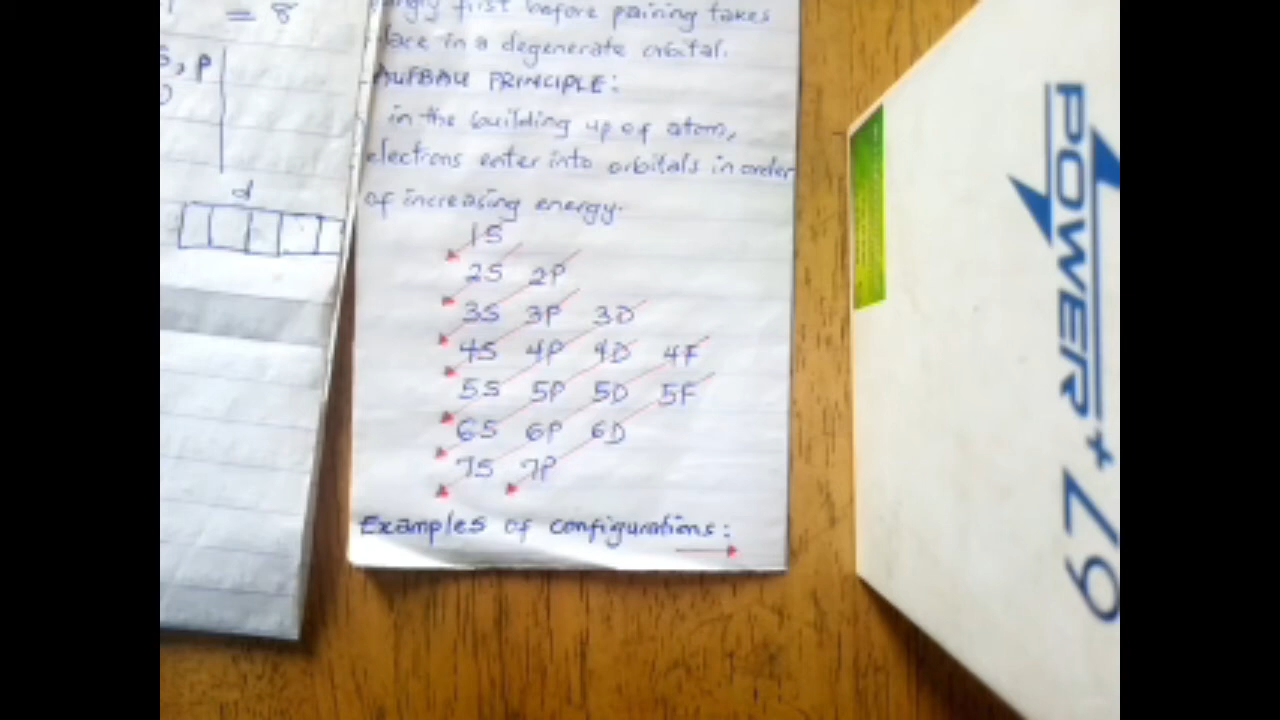 = 8
, P
d
first before pairing takes
place in a degenerate orbital.
AUFBAU PRINCIPLE:
in the building up of atom,
electrons enter into orbitals in order
of increasing energy.
1S
2S 2P
3S 3P 3D
4S 4P 4D 4F
5S 5P 5D 5F
6S 6P 6D
7S 7P
Examples of configurations:
POWER+